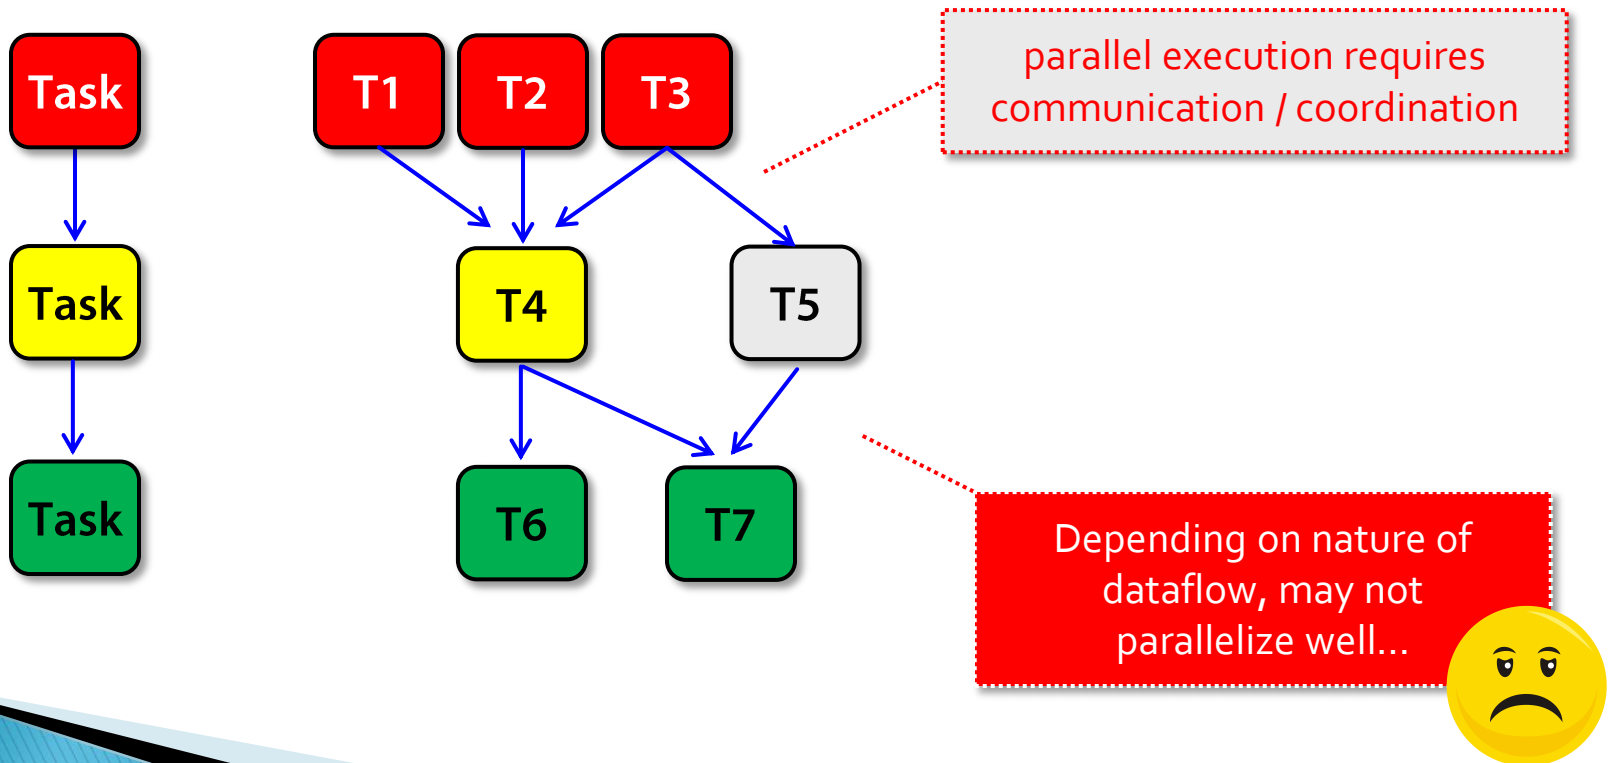 Task
T1
T2
T3
parallel execution requires
communication / coordination
Task
T4
T5
Task
T6
T7
Depending on nature of
dataflow, may not
parallelize well...